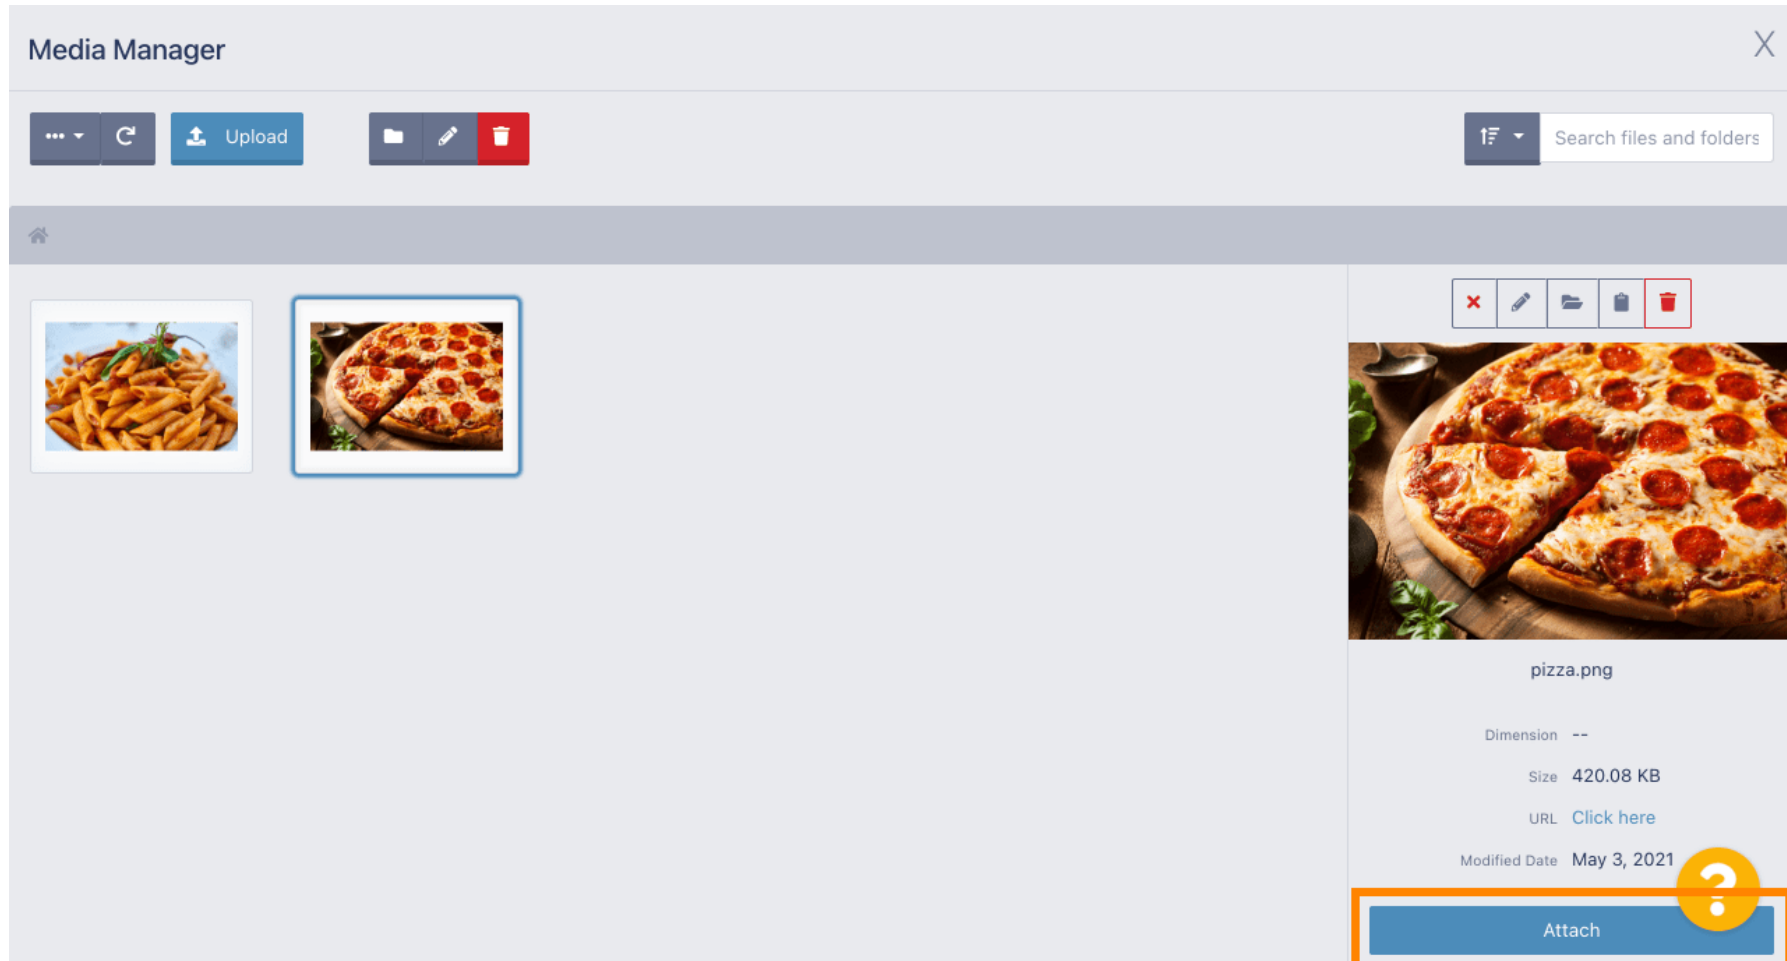 Media Manager
X
Upload
Search files and folders
pizza.png
Dimension --
Size 420.08 KB
URL Click here
Modified Date May 3, 2021
?
Attach